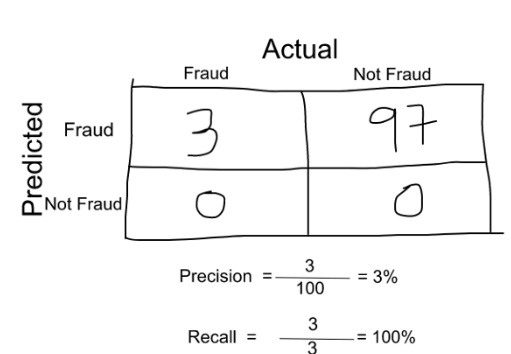 Actual
Fraud Not Fraud
Predicted
Fraud 3 97
Not Fraud 0 0
Precision = 3 / 100 = 3%
Recall = 3 / 3 = 100%